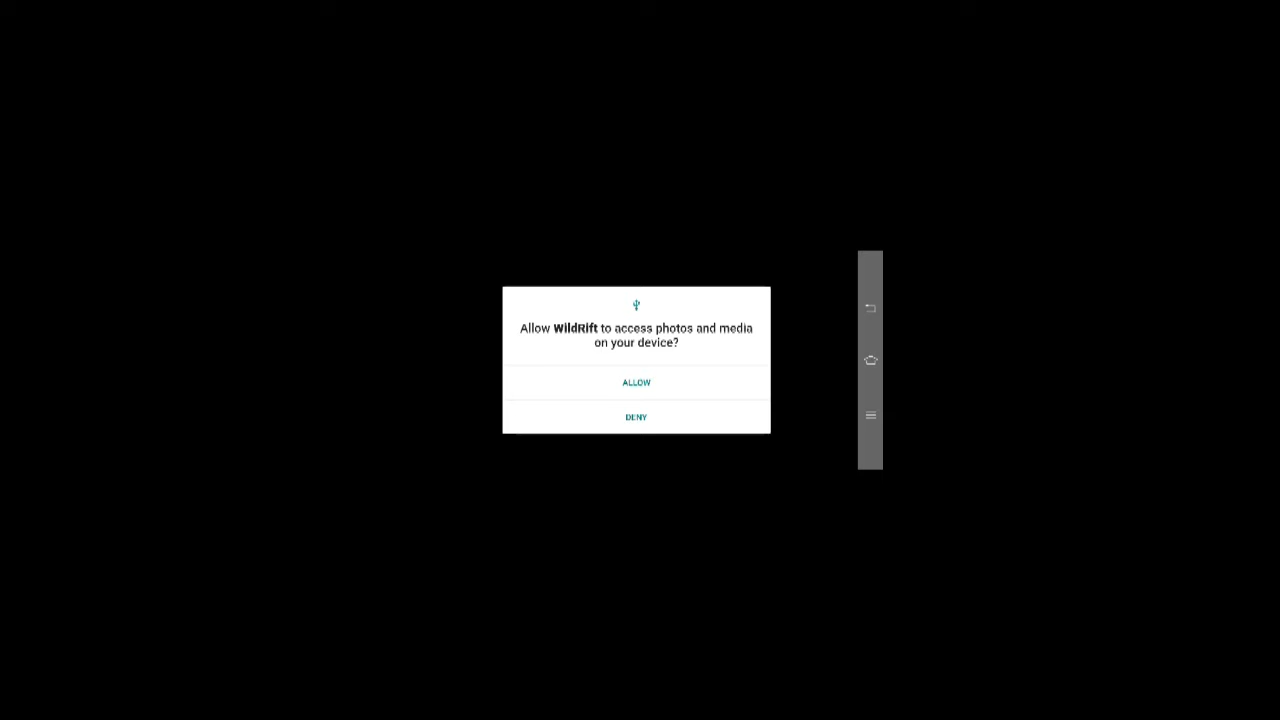 Allow WildRift to access photos and media
on your device?
ALLOW
DENY